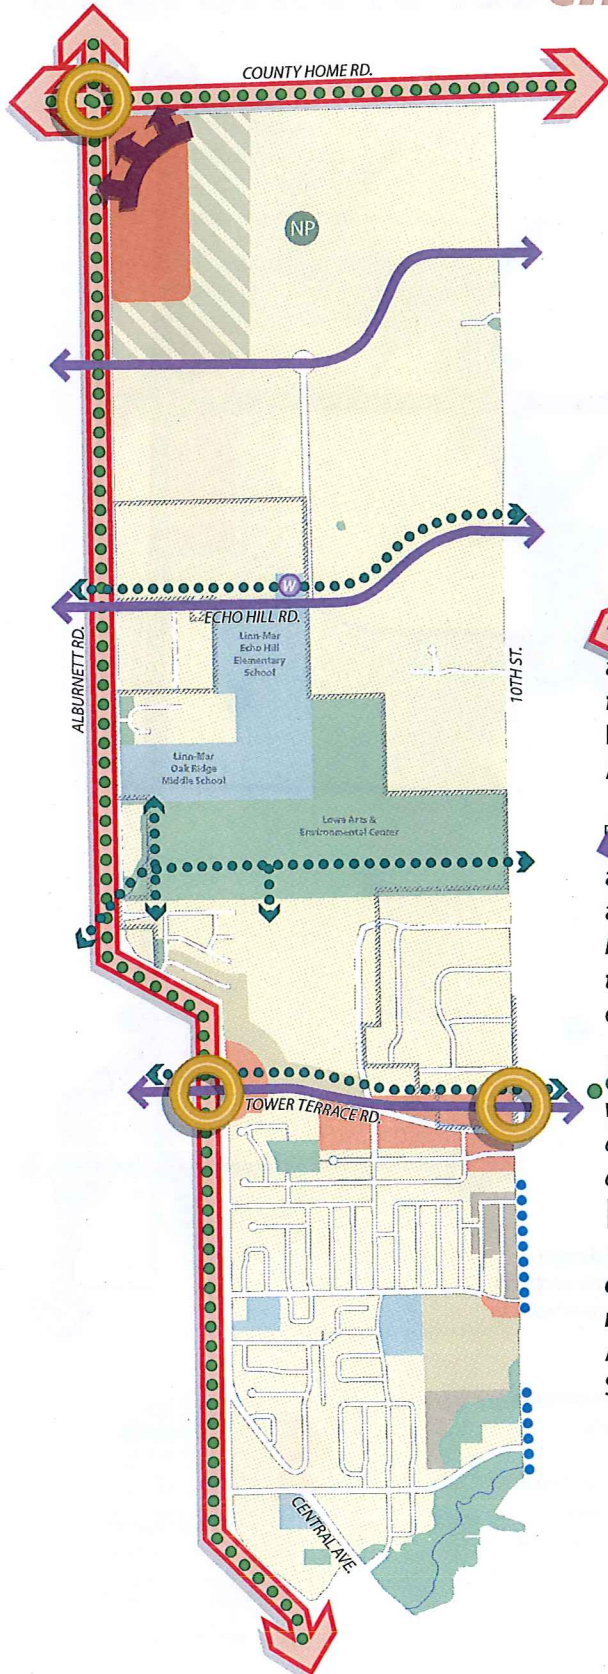 COUNTY HOME RD.
NP
W
ECHO HILL RD.
Linn-Mar
Echo Hill
Elementary
School
ALBURNETT RD.
10TH ST.
Linn-Mar
Oak Ridge
Middle School
Lowe Arts &
Environmental Center
TOWER TERRACE RD.
CENTRAL AVE.